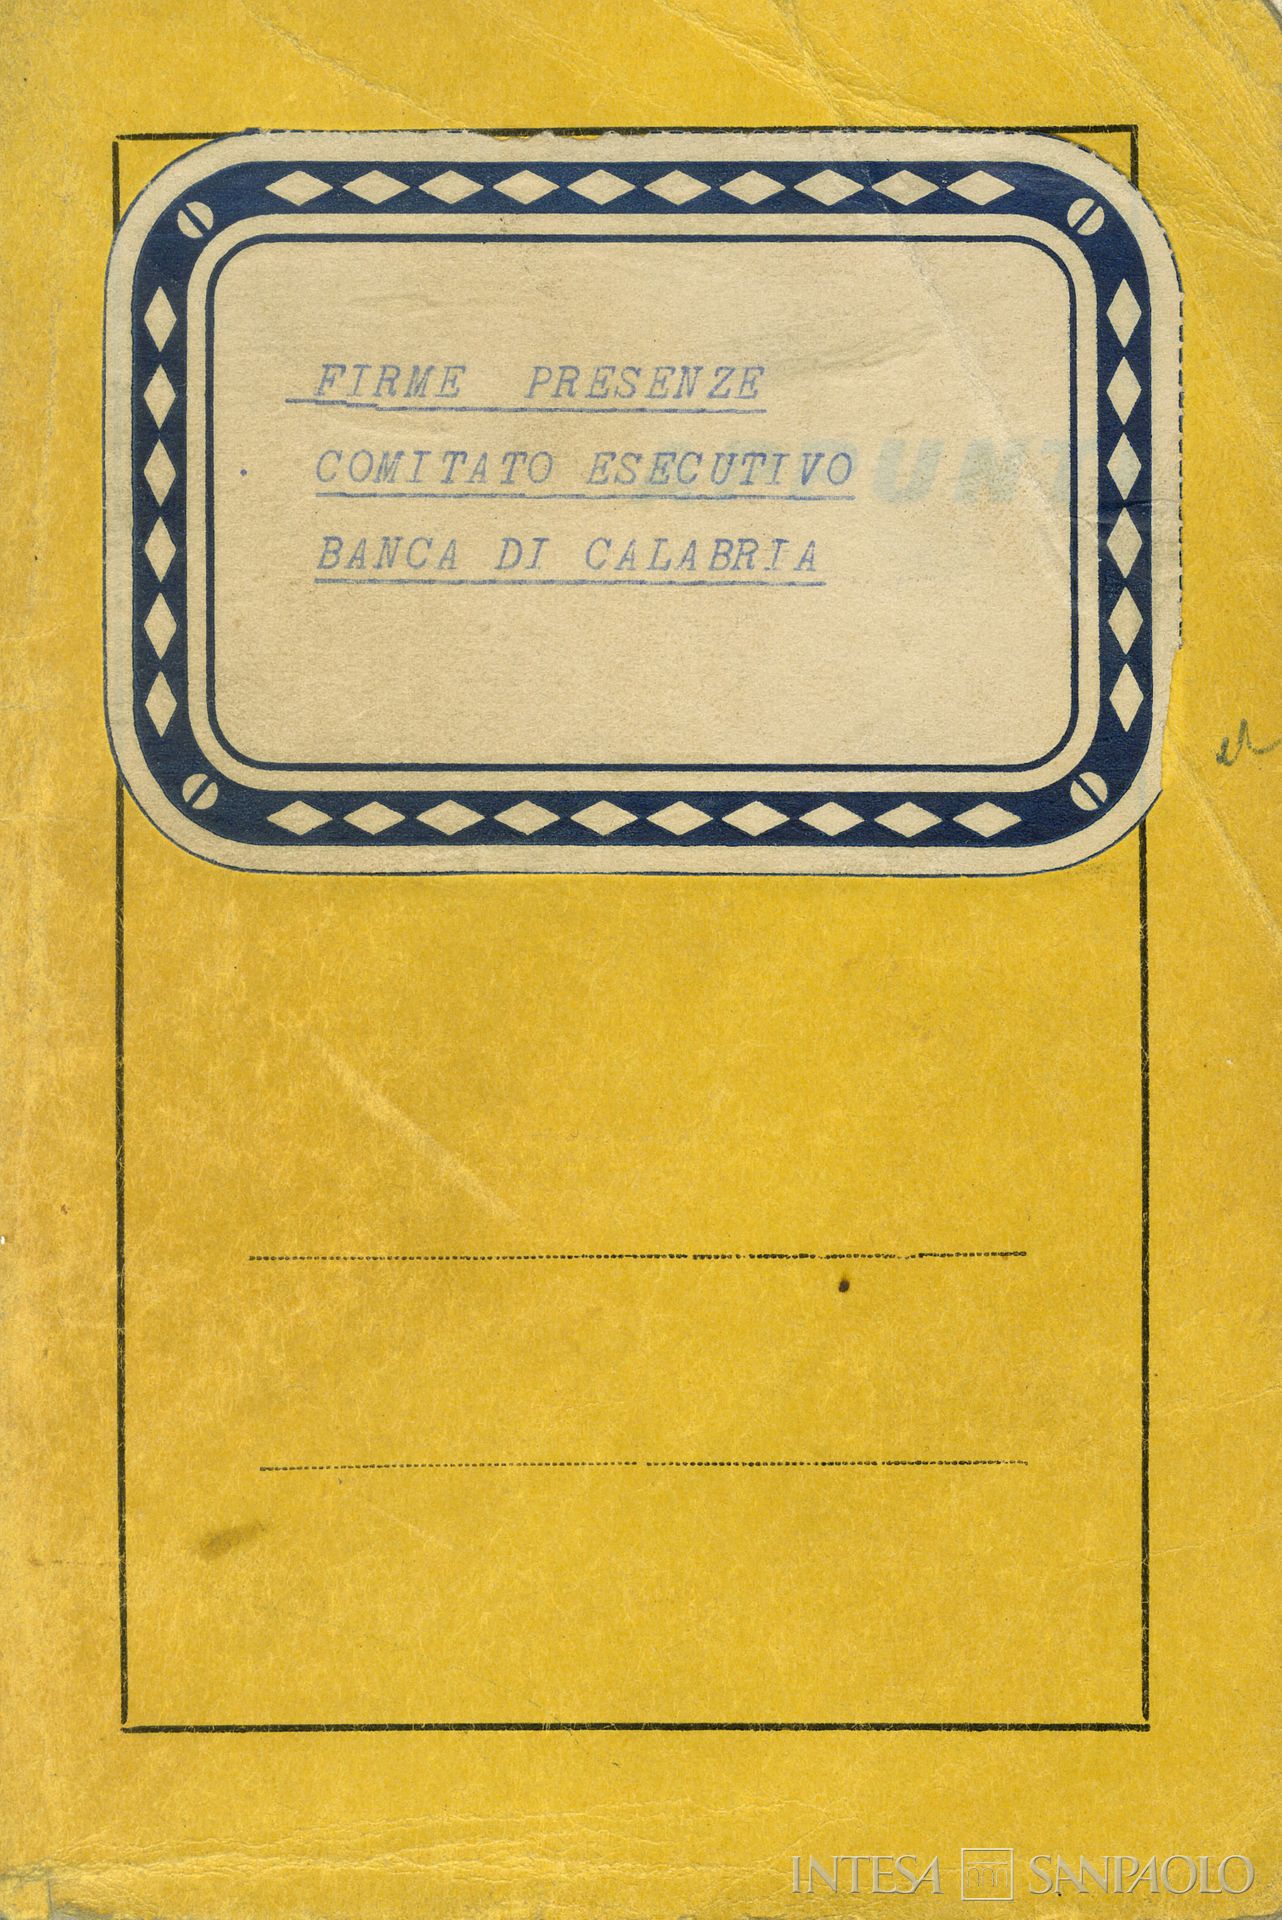 FIRME PRESENZE
COMITATO ESECUTIVO
BANCA DI CALABRIA
INTESA SANPAOLO